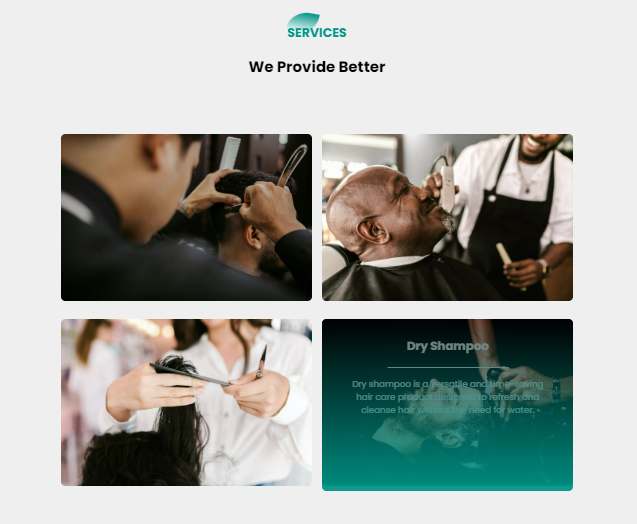 SERVICES
We Provide Better
Dry Shampoo
Dry shampoo is a versatile and time-saving
hair care product designed to refresh and
cleanse hair without the need for water.